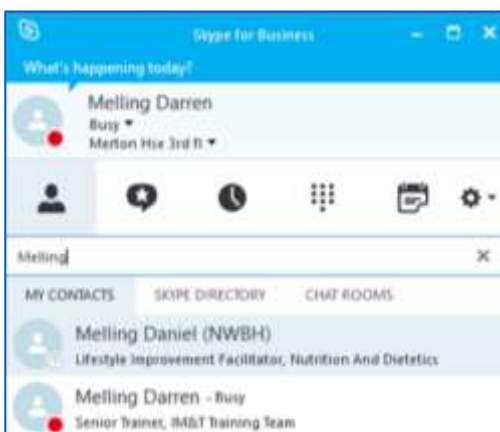 Skype for Business
What's happening today?
Melling Darren
Busy
Merton Hse 3rd fl
Melling
MY CONTACTS SKYPE DIRECTORY CHAT ROOMS
Melling Daniel (NWBH)
Lifestyle Improvement Facilitator, Nutrition And Dietetics
Melling Darren - Busy
Senior Trainer, IM&T Training Team